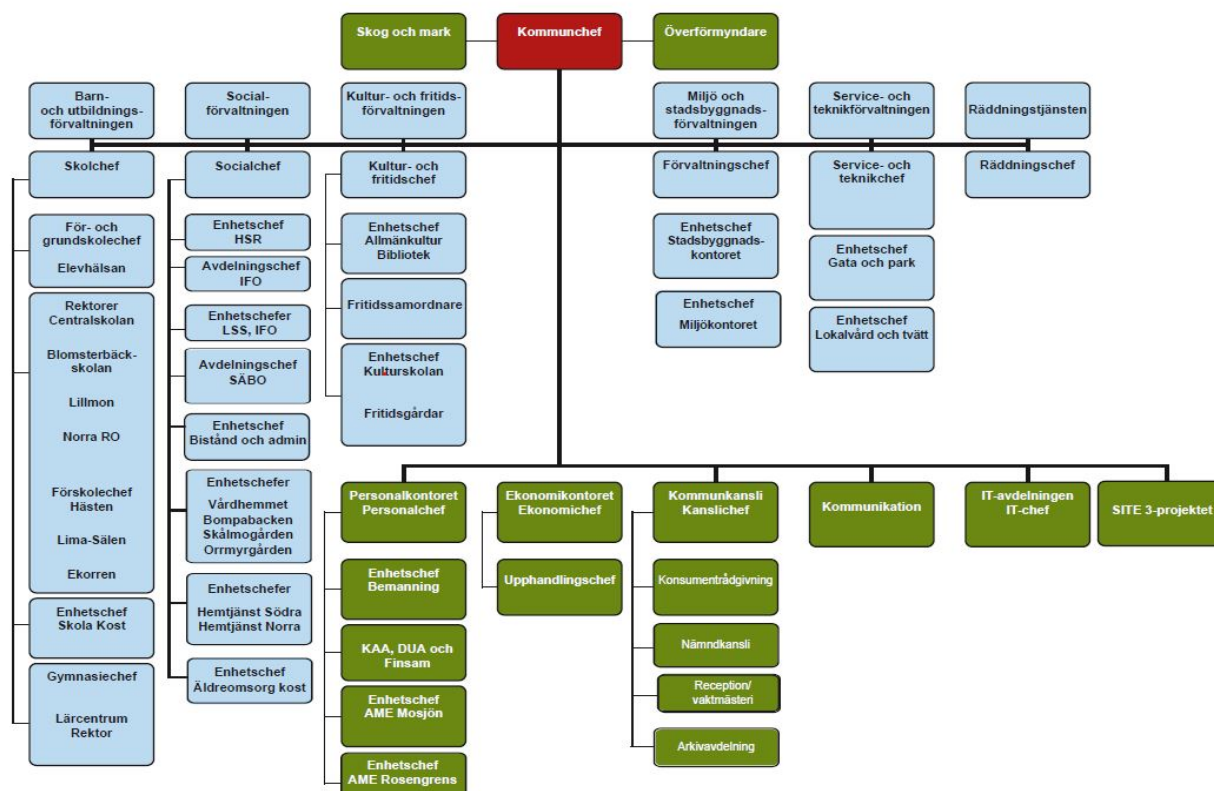 Skog och mark
Kommunchef
Överförmyndare
Barn-
och utbildnings-
förvaltningen
Social-
förvaltningen
Kultur- och fritids-
förvaltningen
Miljö och
stadsbyggnads-
förvaltningen
Service- och
teknikförvaltningen
Räddningstjänsten
Skolchef
Socialchef
Kultur- och
fritidschef
Förvaltningschef
Service- och
teknikchef
Räddningschef
För- och
grundskolechef
Elevhälsan
Rektorer
Centralskolan
Blomsterbäck-
skolan
Lillmon
Norra RO
Förskolechef
Hästen
Lima-Sälen
Ekorren
Enhetschef
Skola Kost
Gymnasiechef
Lärcentrum
Rektor
Enhetschef
HSR
Avdelningschef
IFO
Enhetschefer
LSS, IFO
Avdelningschef
SÄBO
Enhetschef
Bistånd och admin
Enhetschefer
Vårdhemmet
Bompabacken
Skålmogården
Orrmyrgården
Enhetschefer
Hemtjänst Södra
Hemtjänst Norra
Enhetschef
Äldreomsorg kost
Enhetschef
Allmänkultur
Bibliotek
Fritidssamordnare
Enhetschef
Kulturskolan
Fritidsgårdar
Enhetschef
Stadsbyggnads-
kontoret
Enhetschef
Miljökontoret
Enhetschef
Gata och park
Enhetschef
Lokalvård och tvätt
Personalkontoret
Personalchef
Ekonomikontoret
Ekonomichef
Kommunkansli
Kanslichef
Kommunikation
IT-avdelningen
IT-chef
SITE 3-projektet
Enhetschef
Bemanning
KAA, DUA och
Finsam
Enhetschef
AME Mosjön
Enhetschef
AME Rosengrens
Upphandlingschef
Konsumentrådgivning
Nämndkansli
Reception/
vaktmästeri
Arkivavdelning